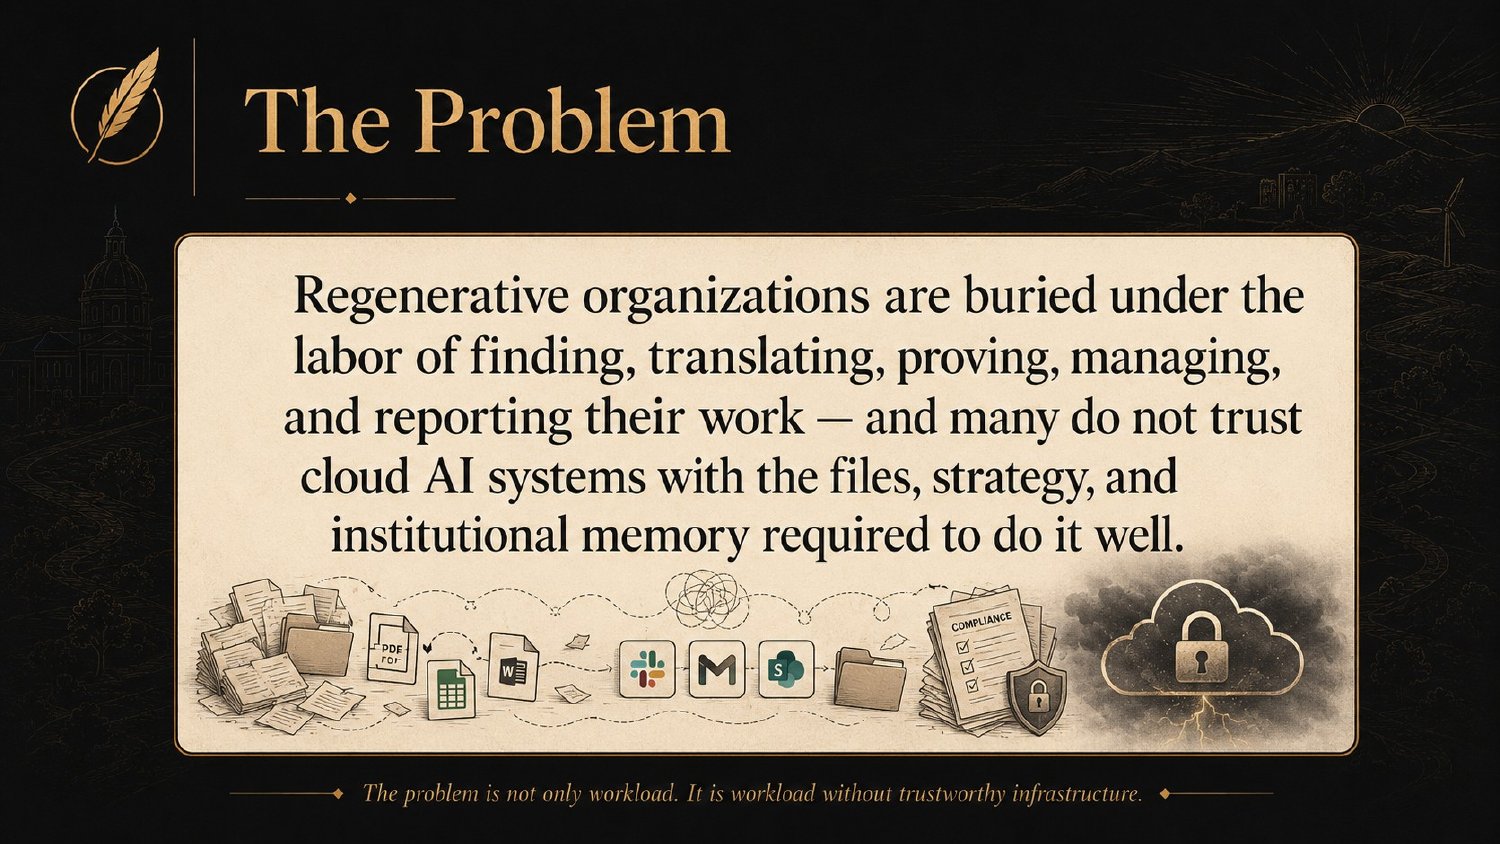 The Problem
Regenerative organizations are buried under the
labor of finding, translating, proving, managing,
and reporting their work — and many do not trust
cloud AI systems with the files, strategy, and
institutional memory required to do it well.
PDF
W
S
COMPLIANCE
The problem is not only workload. It is workload without trustworthy infrastructure.